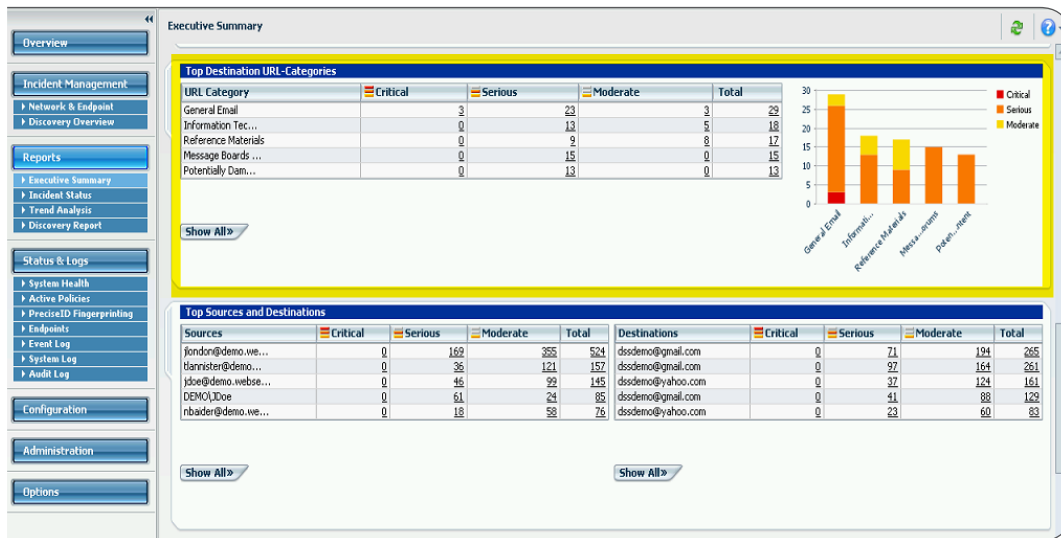 Executive Summary
Overview
Incident Management
Network & Endpoint
Discovery Overview
Reports
Executive Summary
Incident Status
Trend Analysis
Discovery Report
Status & Logs
System Health
Active Policies
PreciseID Fingerprinting
Endpoints
Event Log
System Log
Audit Log
Configuration
Administration
Options
Top Destination URL-Categories
URL Category Critical Serious Moderate Total
General Email 3 23 3 29
Information Tec... 0 13 5 18
Reference Materials 0 9 8 17
Message Boards ... 0 15 0 15
Potentially Dam... 0 13 0 13
Show All»
30
25
20
15
10
5
0
General Email
Informati...
Reference Materials
Messa...orums
Poten...ntent
Critical
Serious
Moderate
Top Sources and Destinations
Sources Critical Serious Moderate Total Destinations Critical Serious Moderate Total
jlondon@demo.we... 0 169 355 524 dssdemo@gmail.com 0 71 194 265
tlannister@demo... 0 36 121 157 dssdemo@gmail.com 0 97 164 261
jdoe@demo.webse... 0 46 99 145 dssdemo@yahoo.com 0 37 124 161
DEMO\JDoe 0 61 24 85 dssdemo@gmail.com 0 41 88 129
nbaider@demo.we... 0 18 58 76 dssdemo@yahoo.com 0 23 60 83
Show All» Show All»